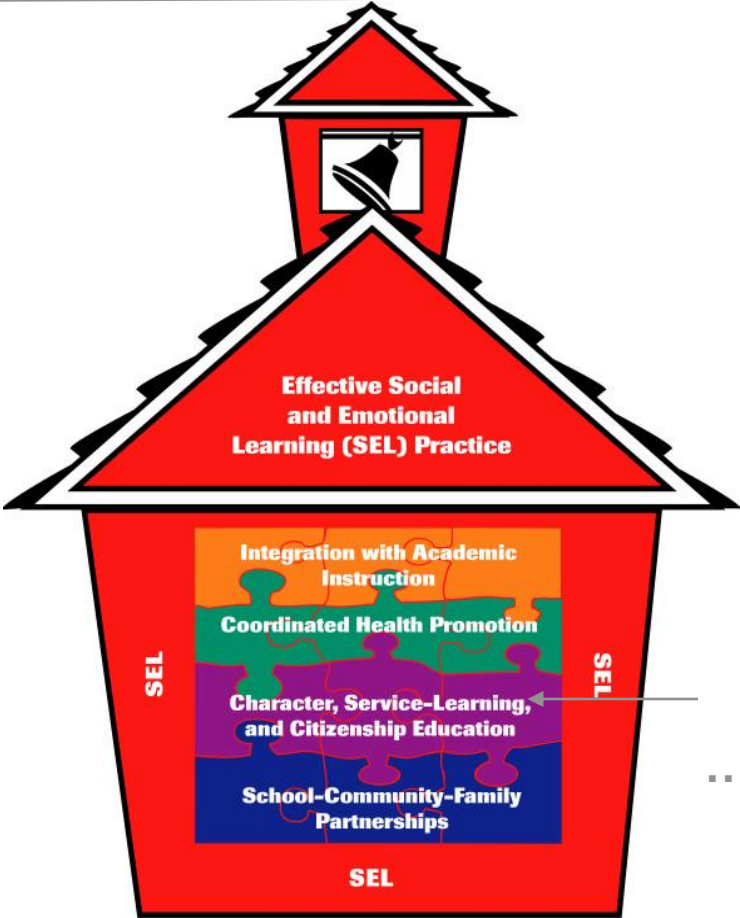 Effective Social
and Emotional
Learning (SEL) Practice
Integration with Academic
Instruction
Coordinated Health Promotion
SEL
SEL
Character, Service-Learning,
and Citizenship Education
School-Community-Family
Partnerships
SEL